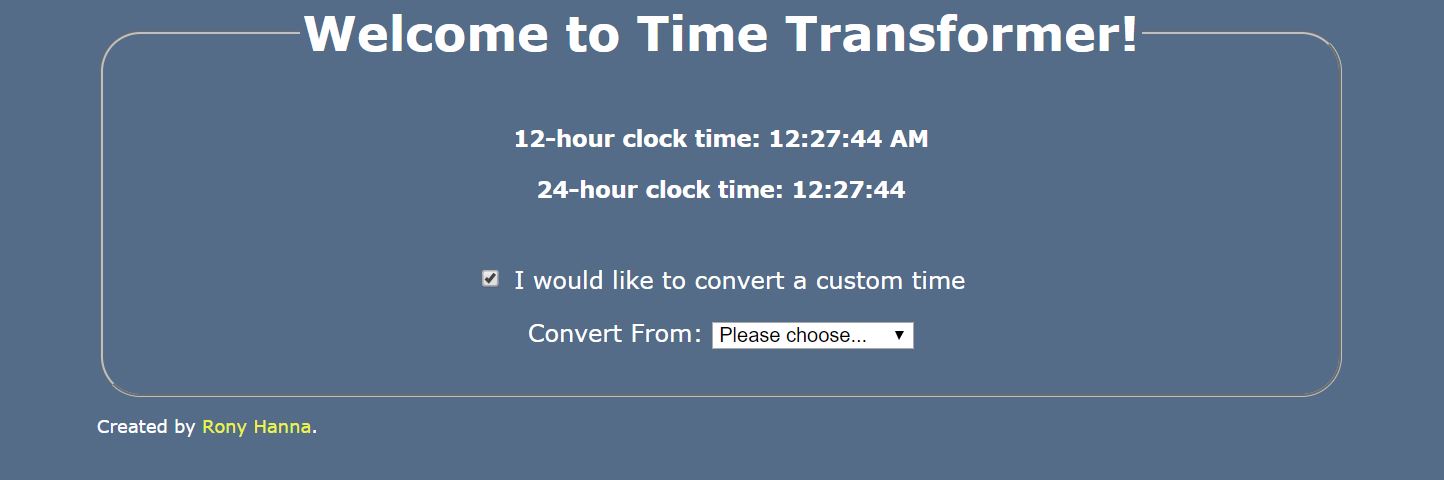 Welcome to Time Transformer!
12-hour clock time: 12:27:44 AM
24-hour clock time: 12:27:44
I would like to convert a custom time
Convert From: Please choose...
Created by Rony Hanna.